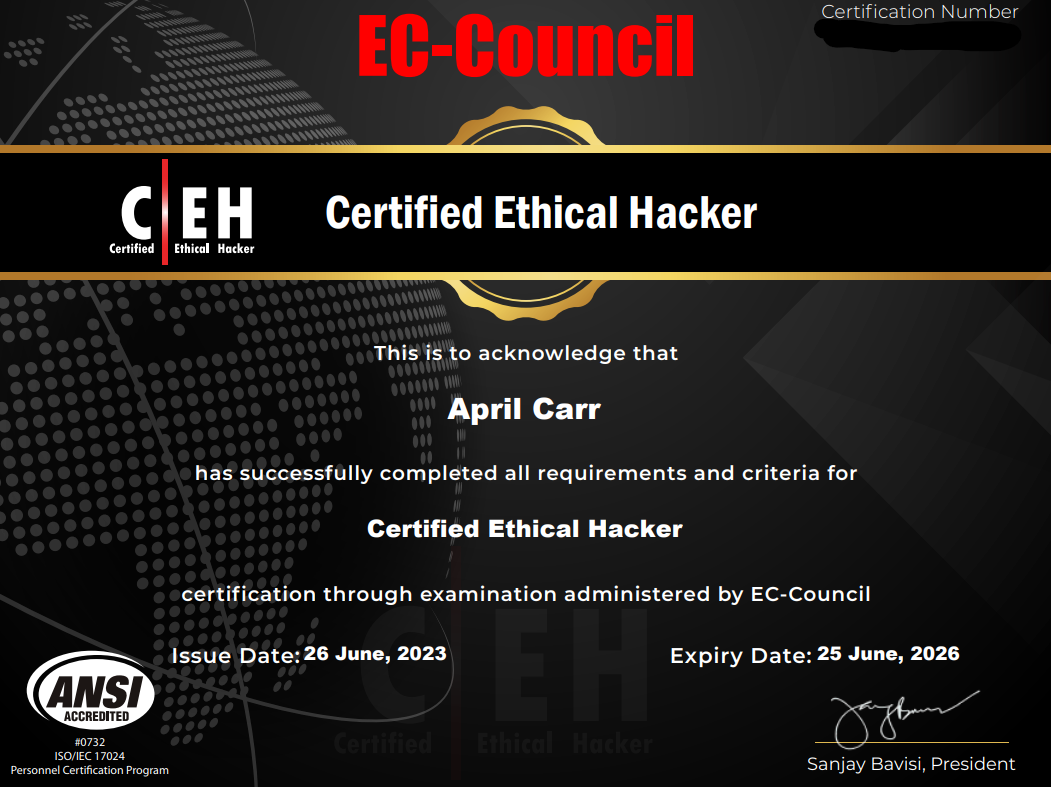 EC-Council
Certification Number
C EH
Certified Ethical Hacker
Certified Ethical Hacker
This is to acknowledge that
April Carr
has successfully completed all requirements and criteria for
Certified Ethical Hacker
certification through examination administered by EC-Council
Issue Date: 26 June, 2023
Expiry Date: 25 June, 2026
C EH
Certified Ethical Hacker
ANSI
ACCREDITED
#0732
ISO/IEC 17024
Personnel Certification Program
Sanjay Bavisi, President